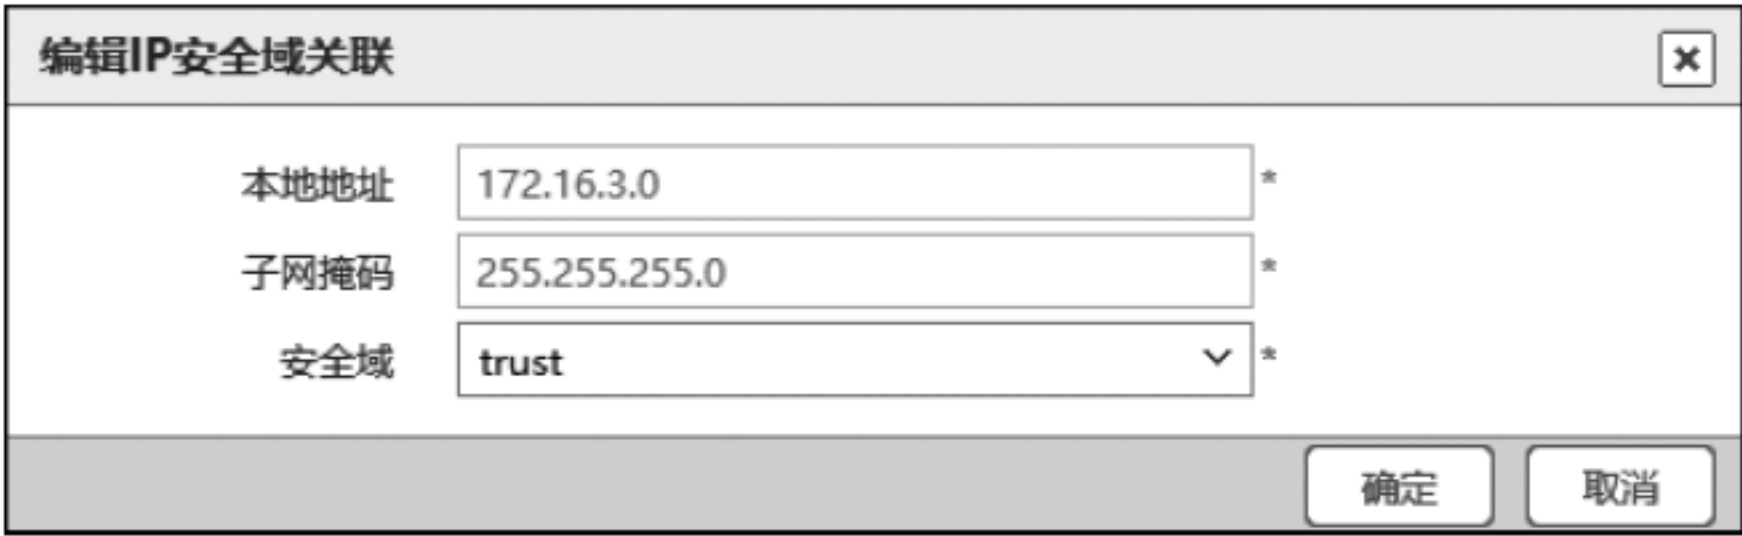 编辑IP安全域关联
本地地址 172.16.3.0 *
子网掩码 255.255.255.0 *
安全域 trust *
确定 取消